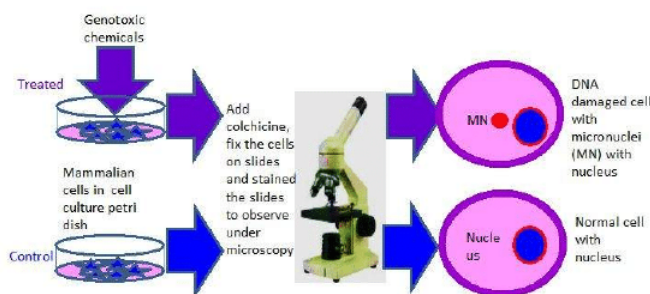 Genotoxic
chemicals
Treated
Mammalian
cells in cell
culture petri
dish
Control
Add
colchicine,
fix the cells
on slides
and stained
the slides
to observe
under
microscopy
MN
DNA
damaged cell
with
micronuclei
(MN) with
nucleus
Nucle
us
Normal cell
with
nucleus